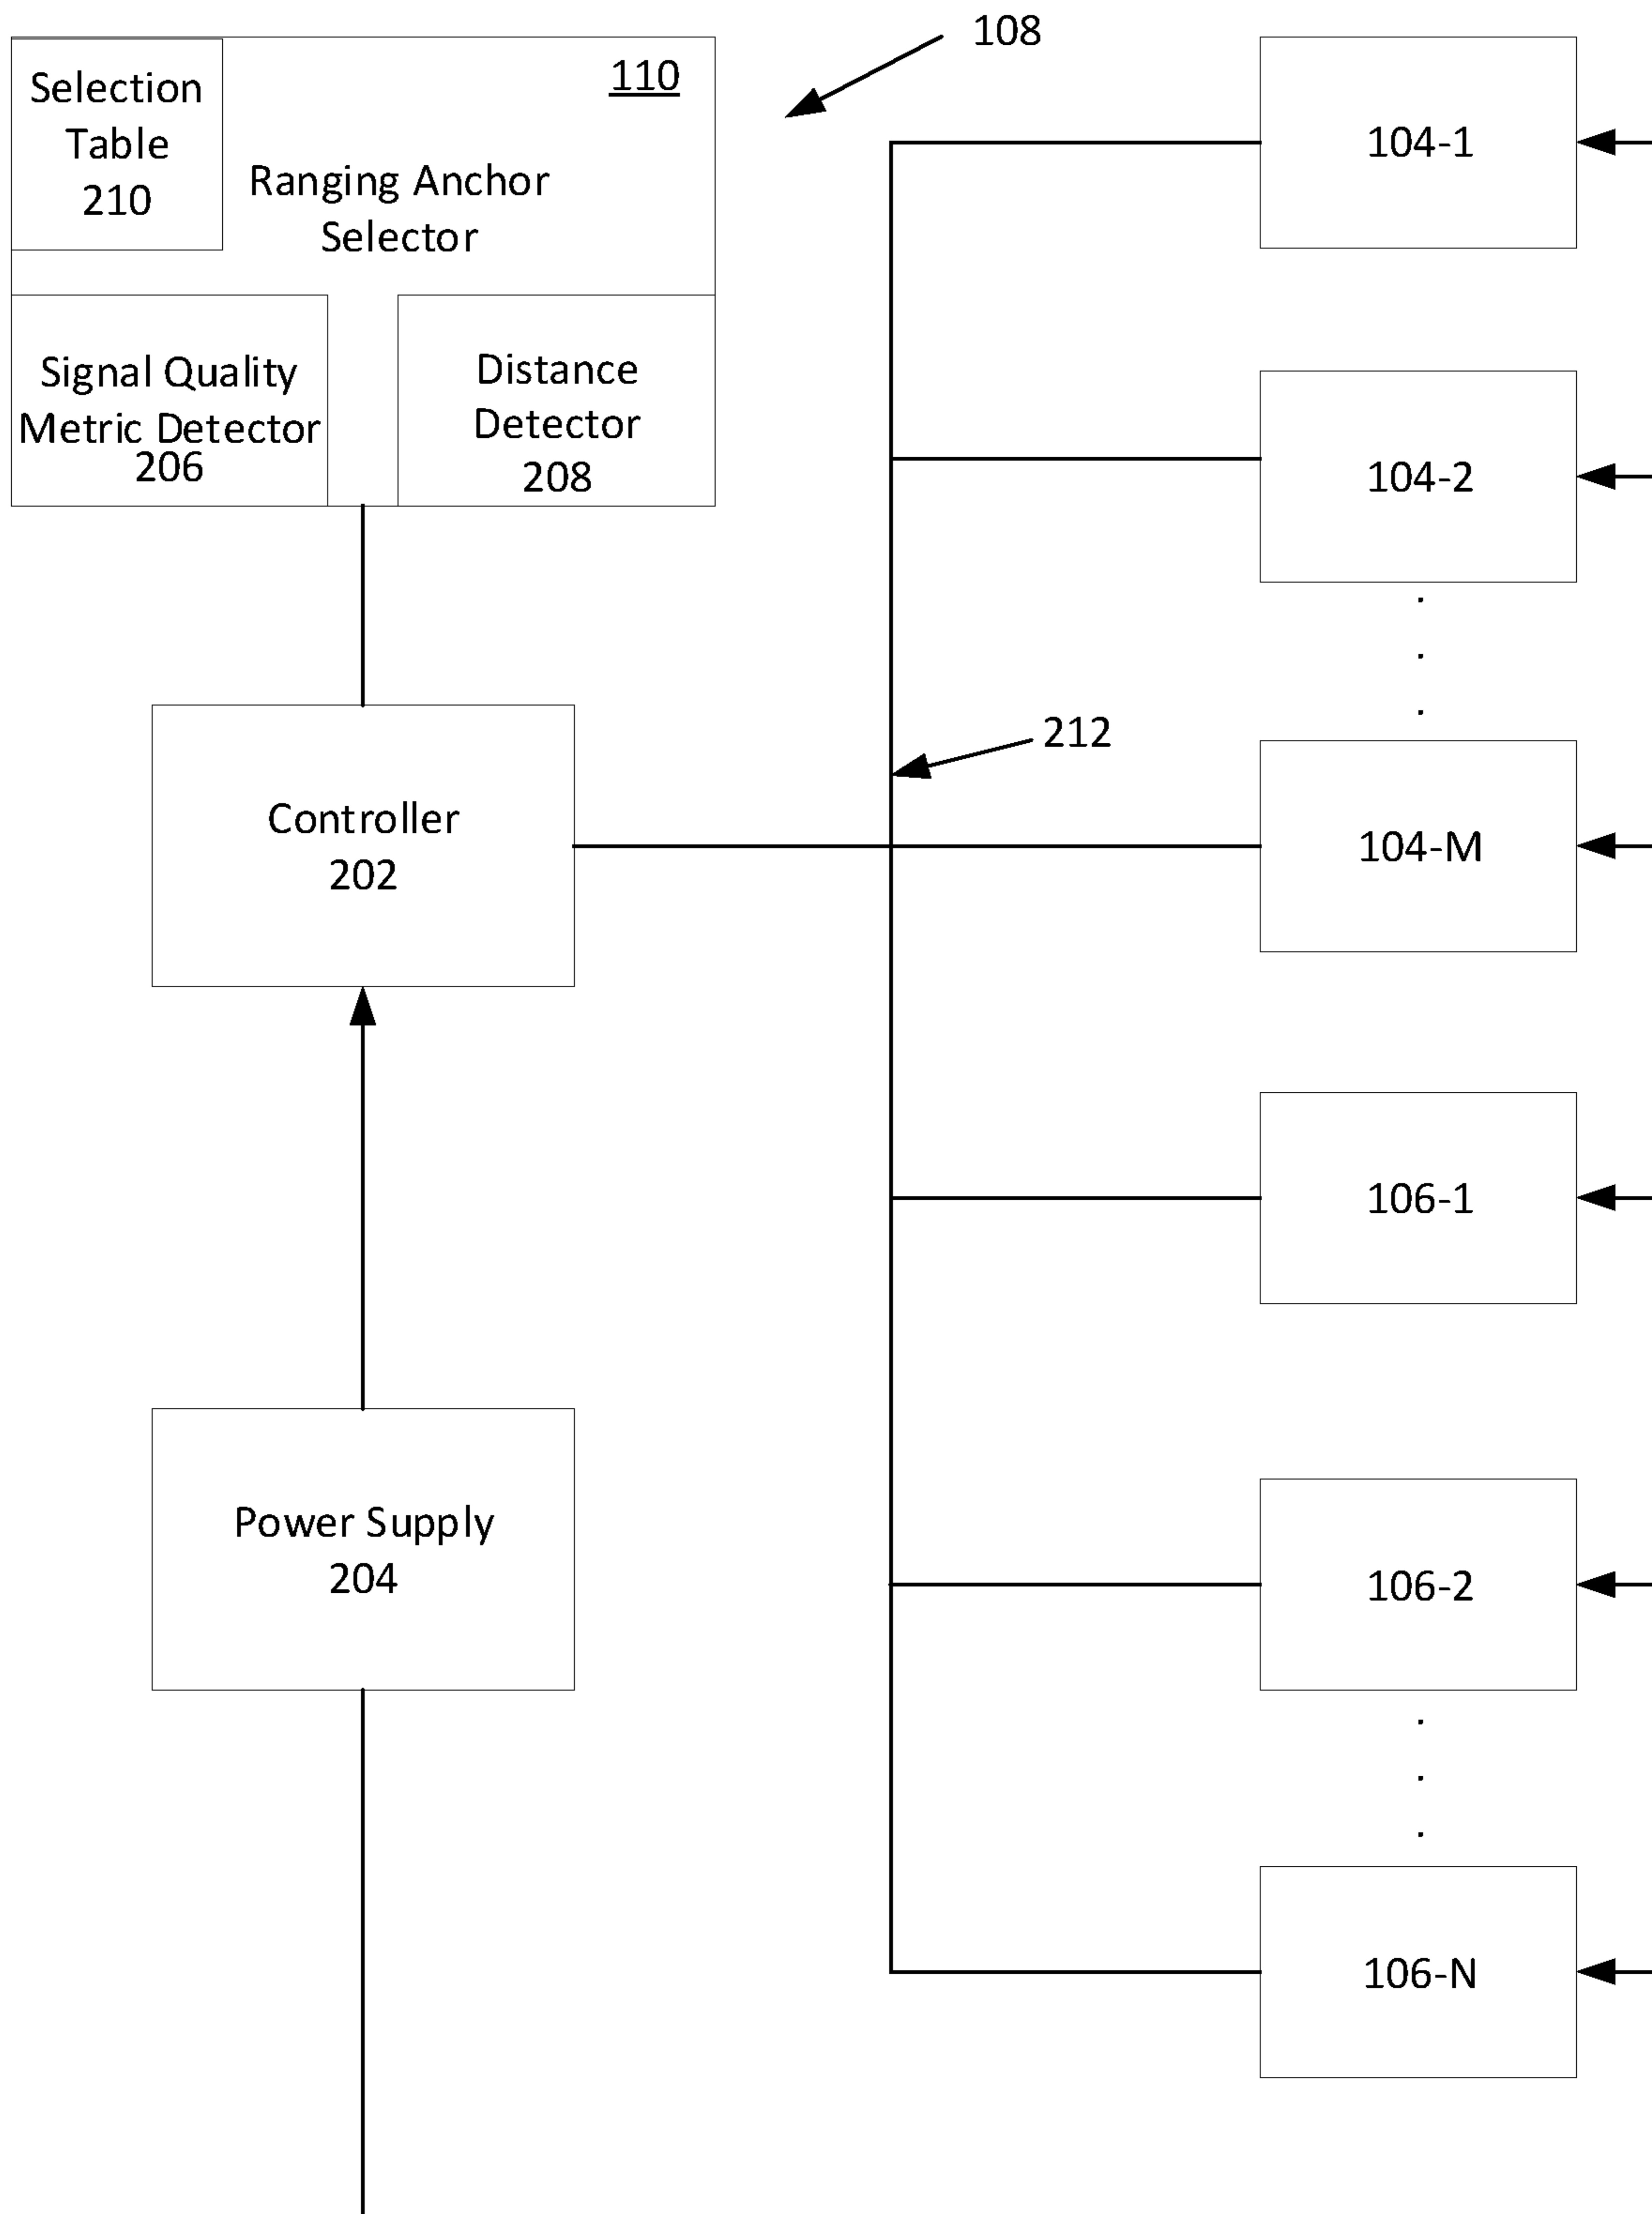 108
110
Selection
Table
210
Ranging Anchor
Selector
Signal Quality
Metric Detector
206
Distance
Detector
208
104-1
104-2
.
.
.
212
Controller
202
104-M
106-1
Power Supply
204
106-2
.
.
.
106-N